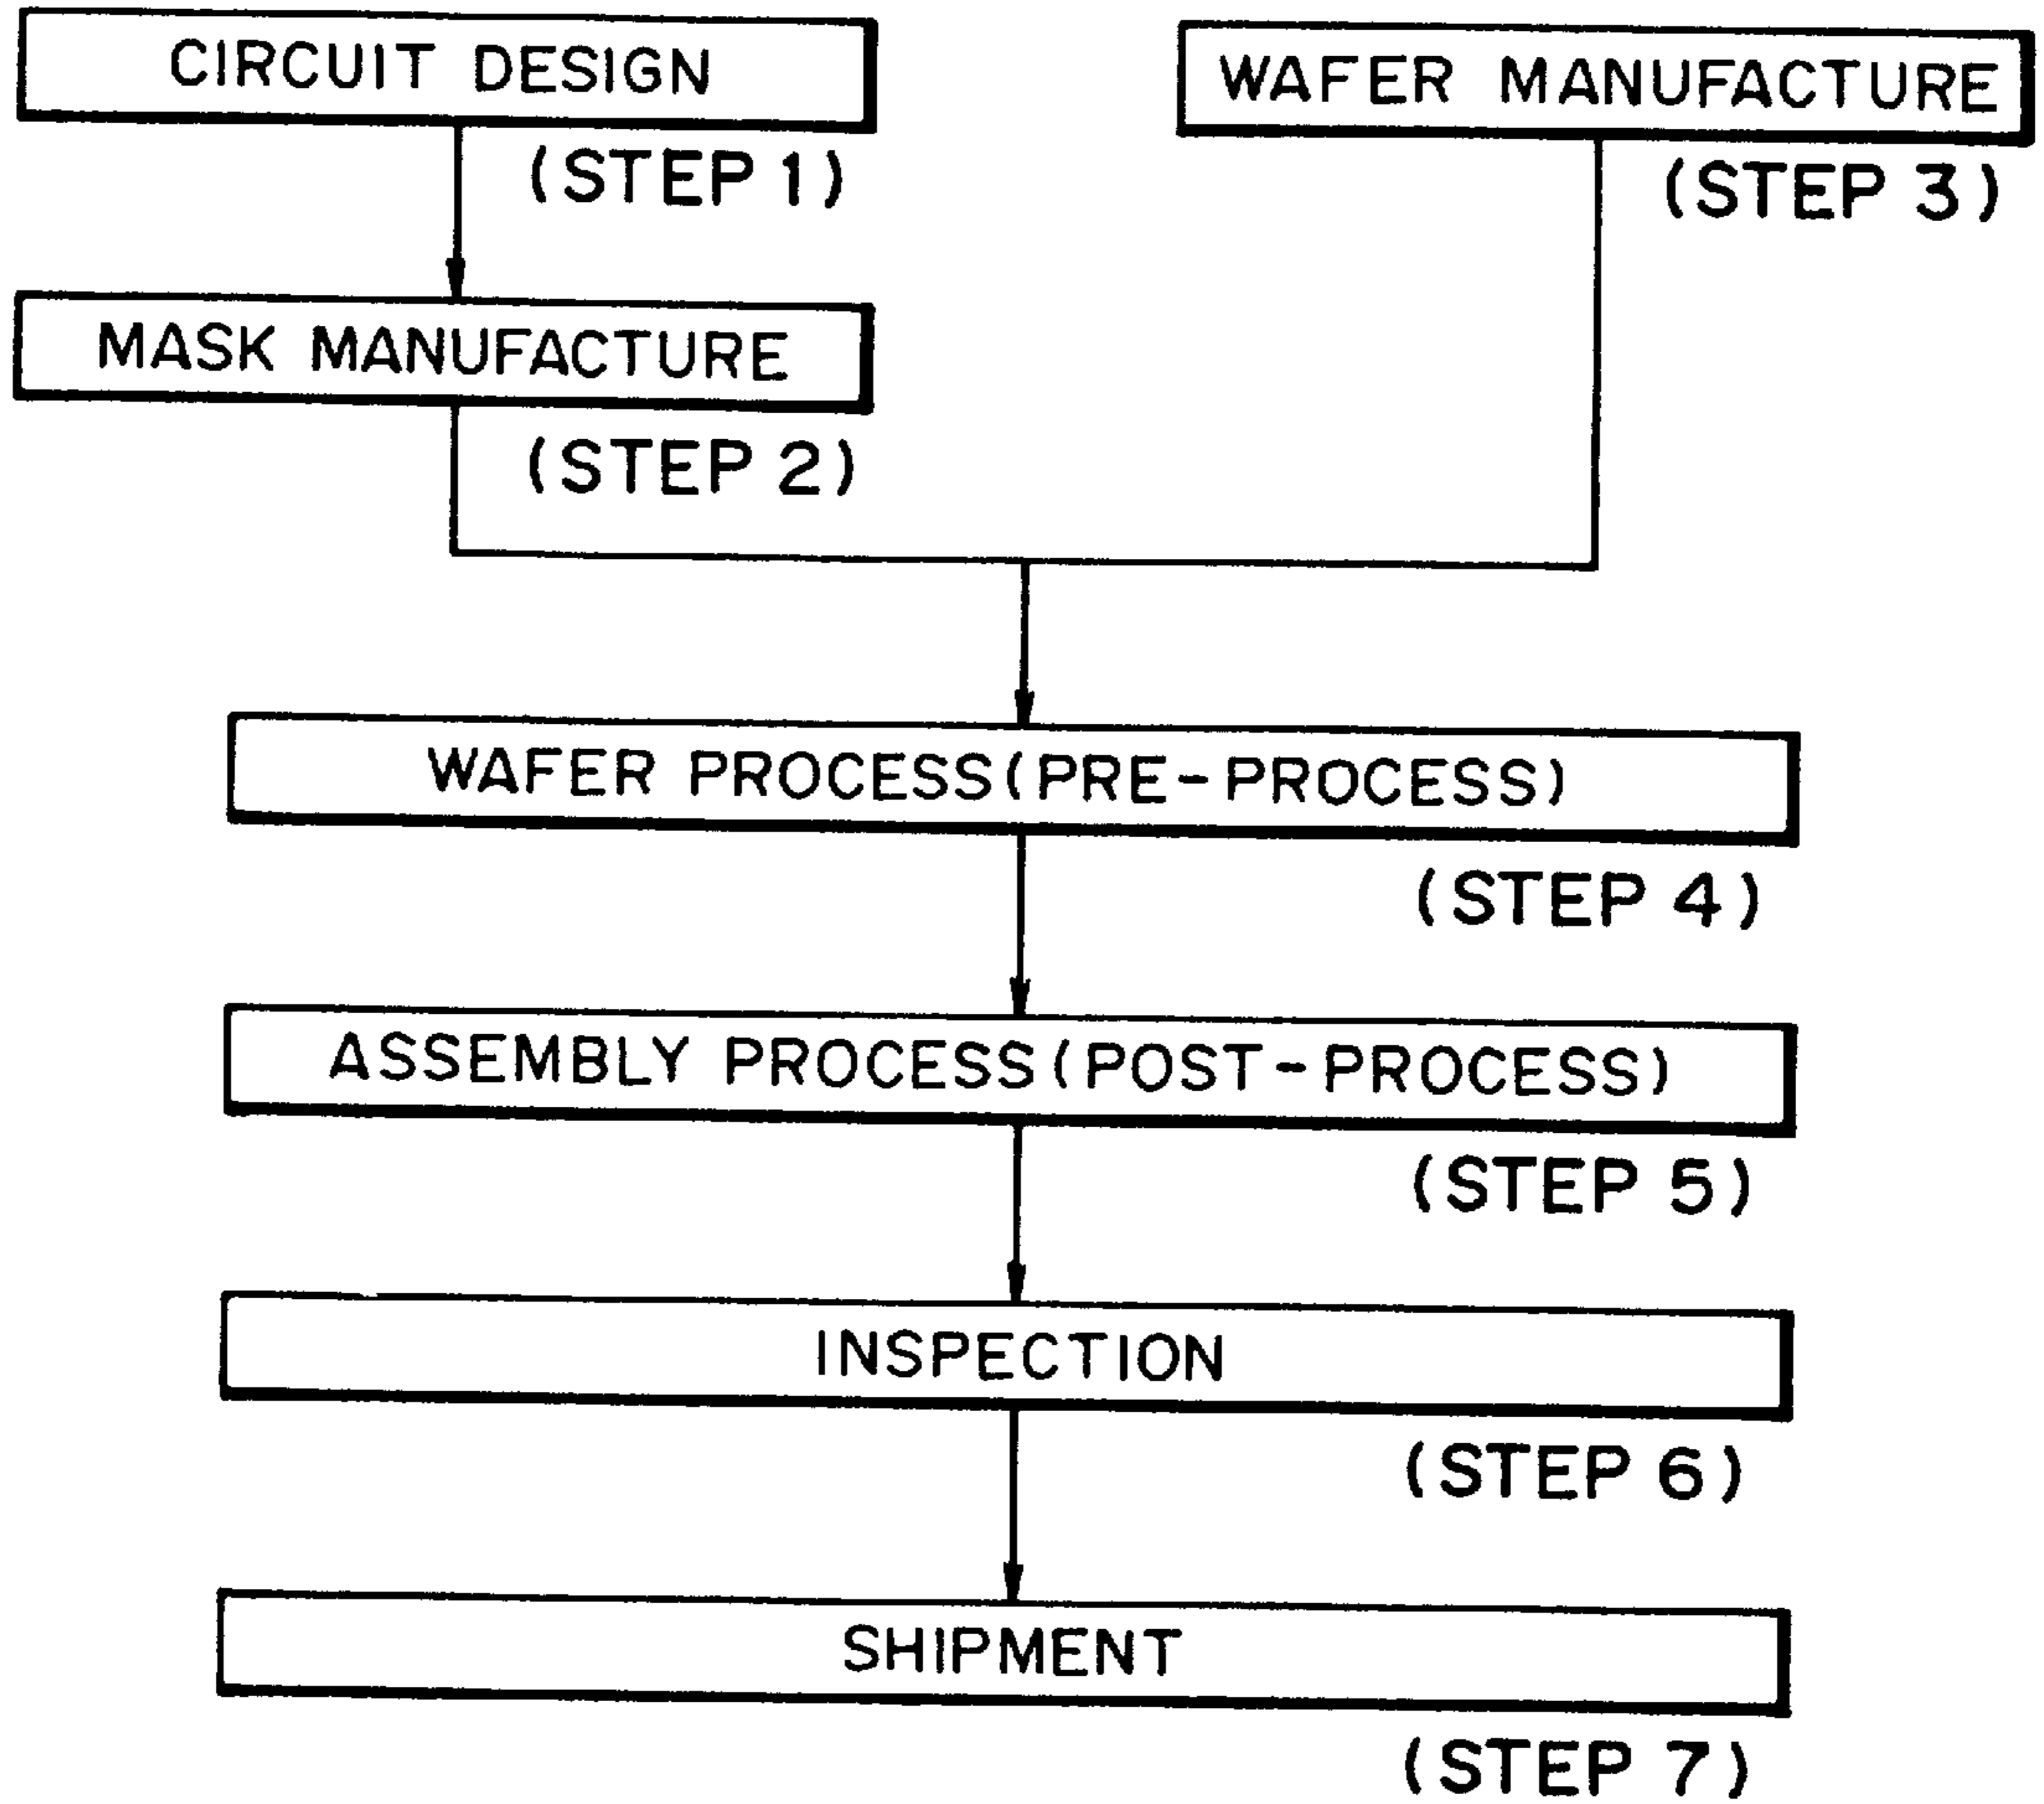 CIRCUIT DESIGN
(STEP 1)
WAFER MANUFACTURE
(STEP 3)
MASK MANUFACTURE
(STEP 2)
WAFER PROCESS(PRE-PROCESS)
(STEP 4)
ASSEMBLY PROCESS(POST-PROCESS)
(STEP 5)
INSPECTION
(STEP 6)
SHIPMENT
(STEP 7)